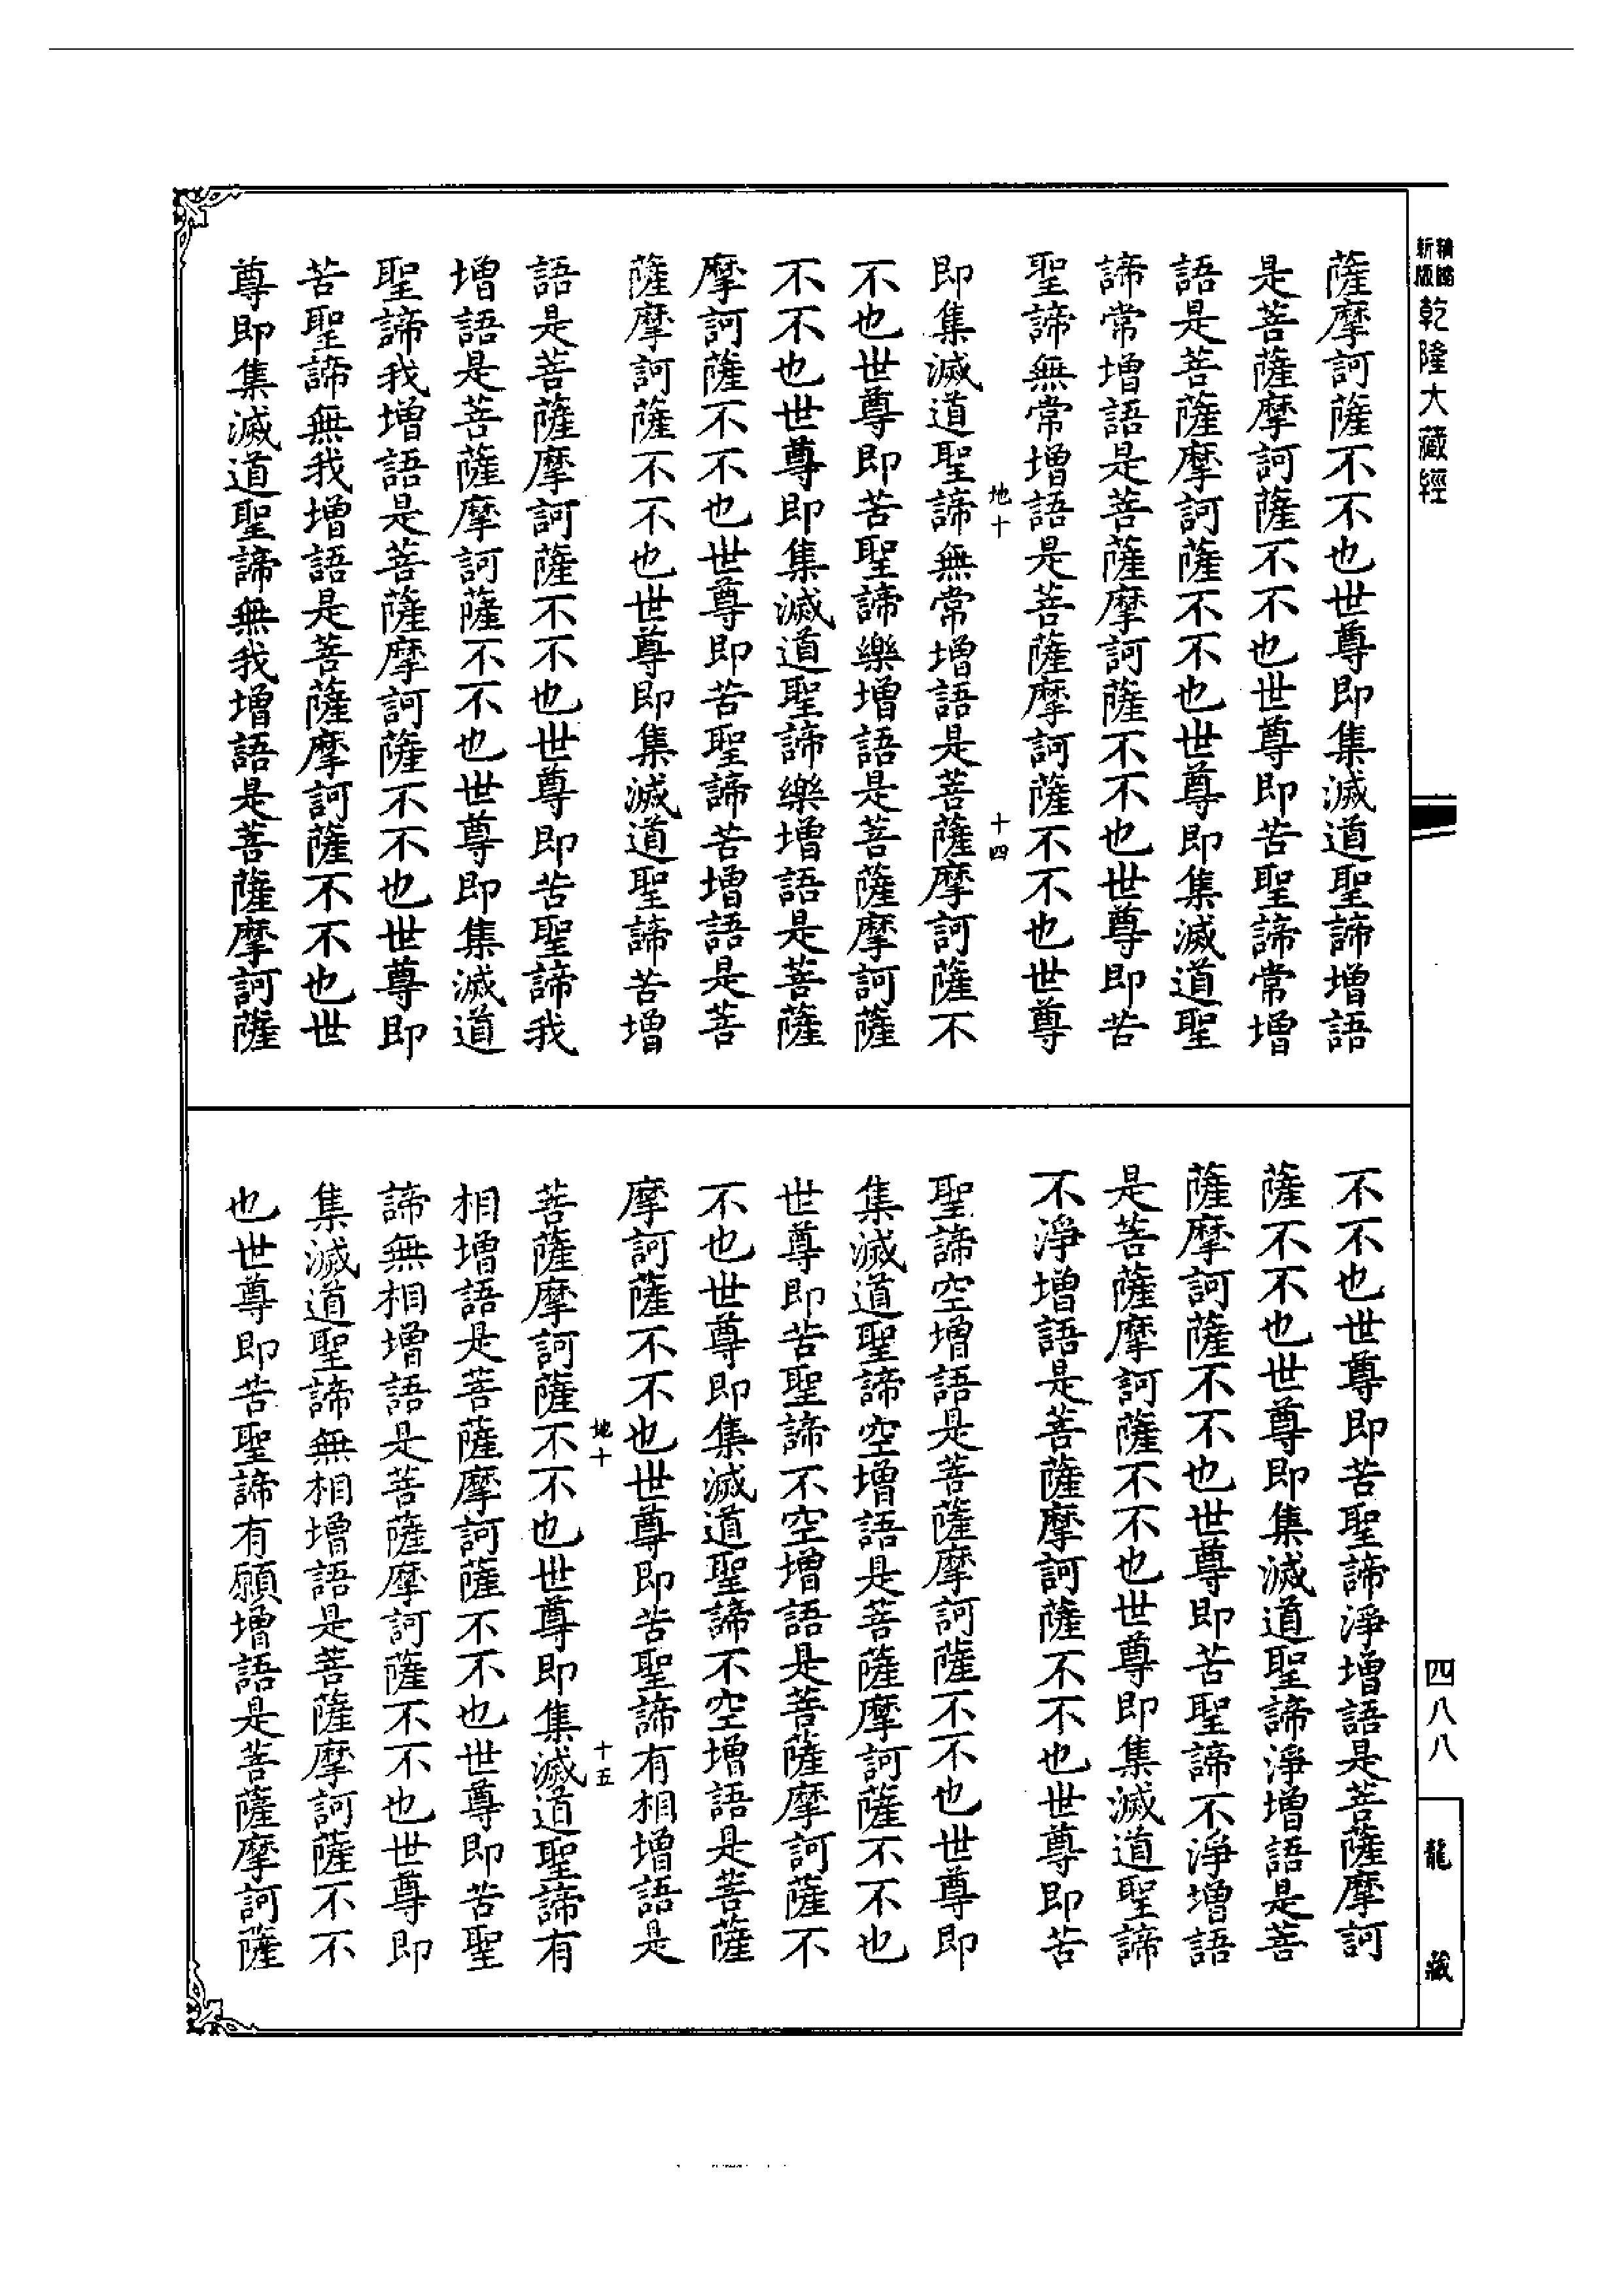 新版
精縮
乾隆大藏經
薩摩訶薩不不也世尊即集滅道聖諦增語
是菩薩摩訶薩不不也世尊即苦聖諦常增
語是菩薩摩訶薩不不也世尊即集滅道聖
諦常增語是菩薩摩訶薩不不也世尊即苦
聖諦無常增語是菩薩摩訶薩不不也世尊
地十
十四
即集滅道聖諦無常增語是菩薩摩訶薩不
不也世尊即苦聖諦樂增語是菩薩摩訶薩
不不也世尊即集滅道聖諦樂增語是菩薩
摩訶薩不不也世尊即苦聖諦苦增語是菩
薩摩訶薩不不也世尊即集滅道聖諦苦增
語是菩薩摩訶薩不不也世尊即苦聖諦我
增語是菩薩摩訶薩不不也世尊即集滅道
聖諦我增語是菩薩摩訶薩不不也世尊即
苦聖諦無我增語是菩薩摩訶薩不不也世
尊即集滅道聖諦無我增語是菩薩摩訶薩
不不也世尊即苦聖諦淨增語是菩薩摩訶
薩不不也世尊即集滅道聖諦淨增語是菩
薩摩訶薩不不也世尊即苦聖諦不淨增語
是菩薩摩訶薩不不也世尊即集滅道聖諦
不淨增語是菩薩摩訶薩不不也世尊即苦
聖諦空增語是菩薩摩訶薩不不也世尊即
集滅道聖諦空增語是菩薩摩訶薩不不也
世尊即苦聖諦不空增語是菩薩摩訶薩不
不也世尊即集滅道聖諦不空增語是菩薩
摩訶薩不不也世尊即苦聖諦有相增語是
地十
十五
菩薩摩訶薩不不也世尊即集滅道聖諦有
相增語是菩薩摩訶薩不不也世尊即苦聖
諦無相增語是菩薩摩訶薩不不也世尊即
集滅道聖諦無相增語是菩薩摩訶薩不不
也世尊即苦聖諦有願增語是菩薩摩訶薩
四八八
龍藏